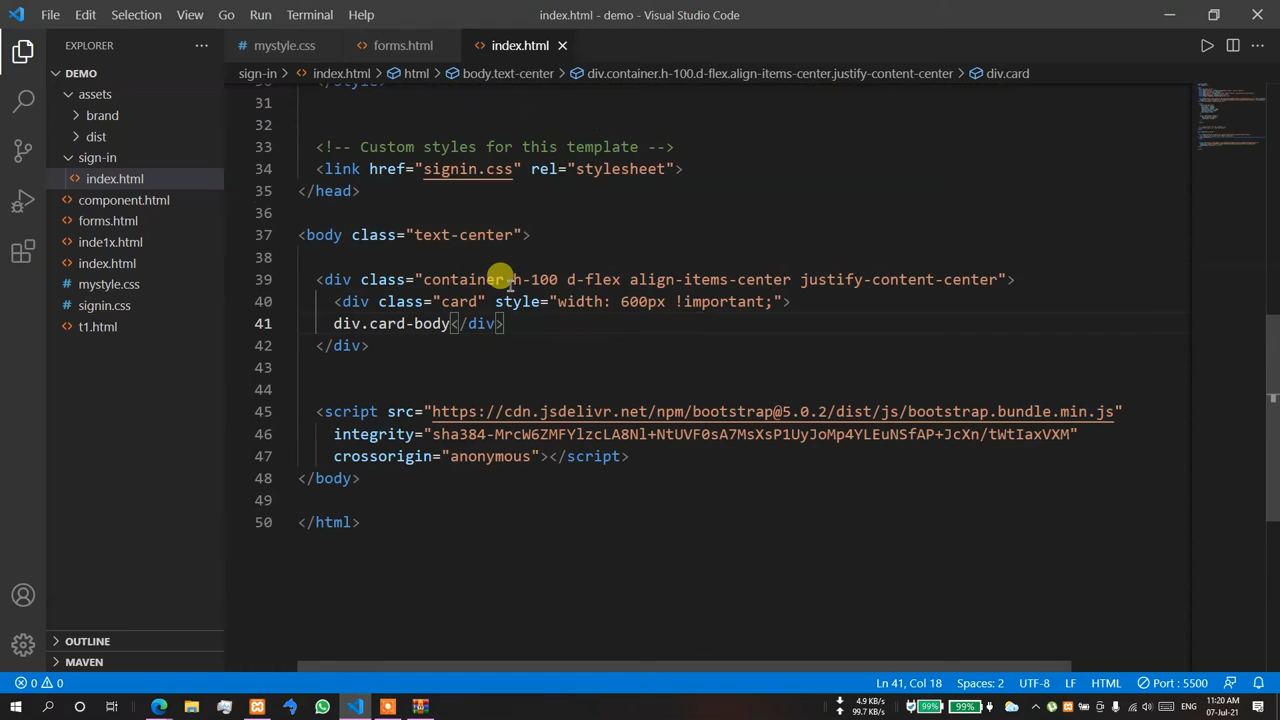 File Edit Selection View Go Run Terminal Help
index.html - demo - Visual Studio Code
EXPLORER
mystyle.css
forms.html
index.html
sign-in > index.html > html > body.text-center > div.container.h-100.d-flex.align-items-center.justify-content-center > div.card
DEMO
assets
brand
dist
sign-in
index.html
component.html
forms.html
inde1x.html
index.html
mystyle.css
signin.css
t1.html
OUTLINE
MAVEN
31
32
33 <!-- Custom styles for this template -->
34 <link href="signin.css" rel="stylesheet">
35 </head>
36
37 <body class="text-center">
38
39 <div class="container h-100 d-flex align-items-center justify-content-center">
40 <div class="card" style="width: 600px !important;">
41 div.card-body</div>
42 </div>
43
44
45 <script src="https://cdn.jsdelivr.net/npm/bootstrap@5.0.2/dist/js/bootstrap.bundle.min.js"
46 integrity="sha384-MrcW6ZMFYlzcLA8Nl+NtUVF0sA7MsXsP1UyJoMp4YLEuNSfAP+JcXn/tWtIaxVXM"
47 crossorigin="anonymous"></script>
48 </body>
49
50 </html>
0 0
Ln 41, Col 18 Spaces: 2 UTF-8 LF HTML Port : 5500
4.9 KB/s
99.7 KB/s
99% 99%
ENG
11:20 AM
07-Jul-21